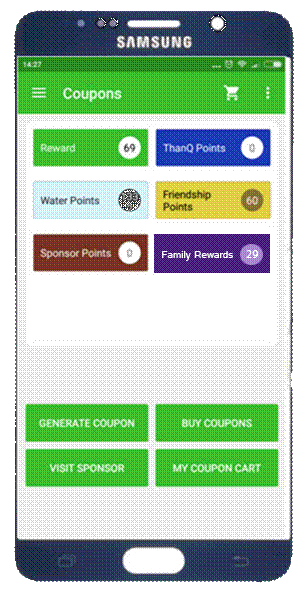 SAMSUNG
14:27
Coupons
Reward 69
ThanQ Points 0
Water Points
Friendship
Points 60
Sponsor Points 0
Family Rewards 29
GENERATE COUPON
BUY COUPONS
VISIT SPONSOR
MY COUPON CART